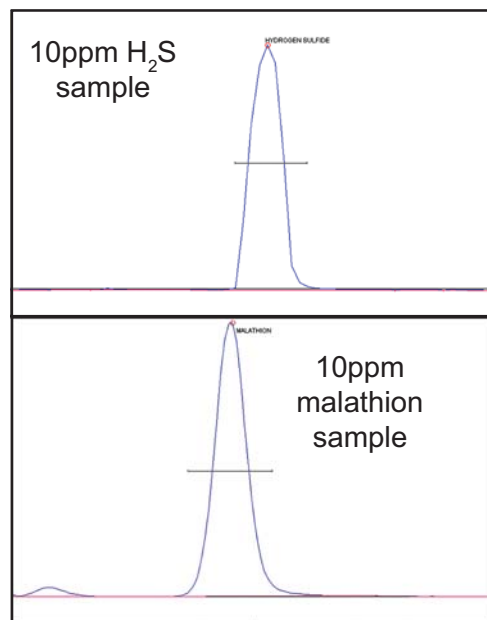 HYDROGEN SULFIDE
10ppm H₂S
sample
MALATHION
10ppm
malathion
sample